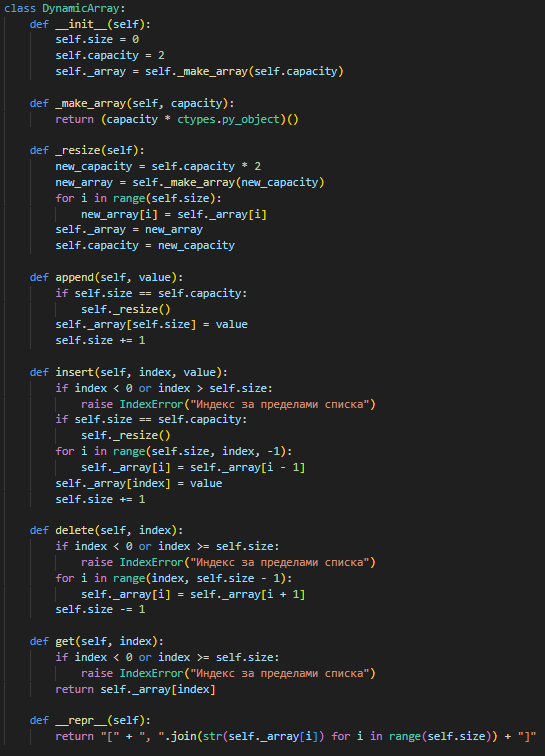 class DynamicArray:
    def __init__(self):
        self.size = 0
        self.capacity = 2
        self._array = self._make_array(self.capacity)

    def _make_array(self, capacity):
        return (capacity * ctypes.py_object)()

    def _resize(self):
        new_capacity = self.capacity * 2
        new_array = self._make_array(new_capacity)
        for i in range(self.size):
            new_array[i] = self._array[i]
        self._array = new_array
        self.capacity = new_capacity

    def append(self, value):
        if self.size == self.capacity:
            self._resize()
        self._array[self.size] = value
        self.size += 1

    def insert(self, index, value):
        if index < 0 or index > self.size:
            raise IndexError("Индекс за пределами списка")
        if self.size == self.capacity:
            self._resize()
        for i in range(self.size, index, -1):
            self._array[i] = self._array[i - 1]
        self._array[index] = value
        self.size += 1

    def delete(self, index):
        if index < 0 or index >= self.size:
            raise IndexError("Индекс за пределами списка")
        for i in range(index, self.size - 1):
            self._array[i] = self._array[i + 1]
        self.size -= 1

    def get(self, index):
        if index < 0 or index >= self.size:
            raise IndexError("Индекс за пределами списка")
        return self._array[index]

    def __repr__(self):
        return "[" + ", ".join(str(self._array[i]) for i in range(self.size)) + "]"